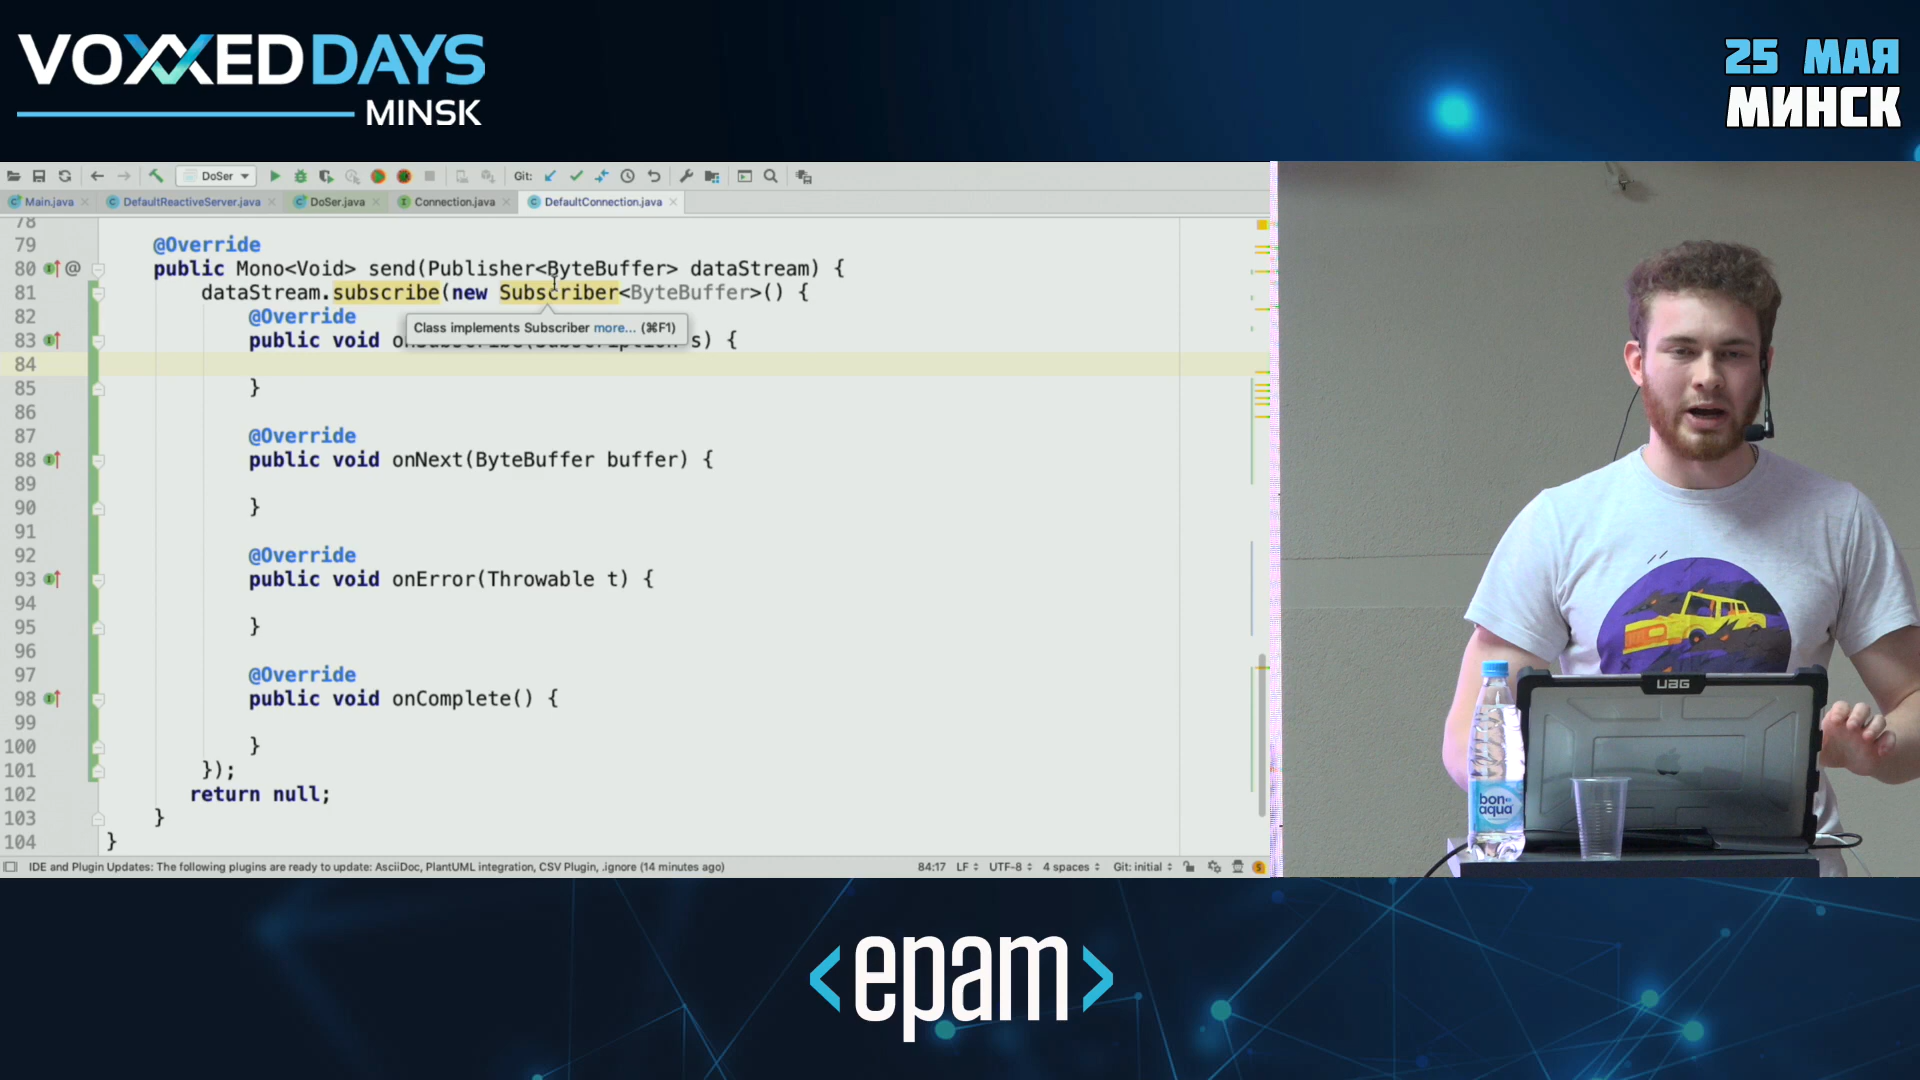 VOXXEDDAYS
MINSK
25 МАЯ
МИНСК
DoSer
Git:
Main.java
DefaultReactiveServer.java
DoSer.java
Connection.java
DefaultConnection.java
78
79 @Override
80 @ public Mono<Void> send(Publisher<ByteBuffer> dataStream) {
81 dataStream.subscribe(new Subscriber<ByteBuffer>() {
82 @Override
Class implements Subscriber more... (⌘F1)
83 public void onSubscribe(Subscription s) {
84
85 }
86
87 @Override
88 public void onNext(ByteBuffer buffer) {
89
90 }
91
92 @Override
93 public void onError(Throwable t) {
94
95 }
96
97 @Override
98 public void onComplete() {
99
100 }
101 });
102 return null;
103 }
104 }
IDE and Plugin Updates: The following plugins are ready to update: AsciiDoc, PlantUML integration, CSV Plugin, .ignore (14 minutes ago)
84:17 LF UTF-8 4 spaces Git: initial
UAG
bon
aqua
<epam>